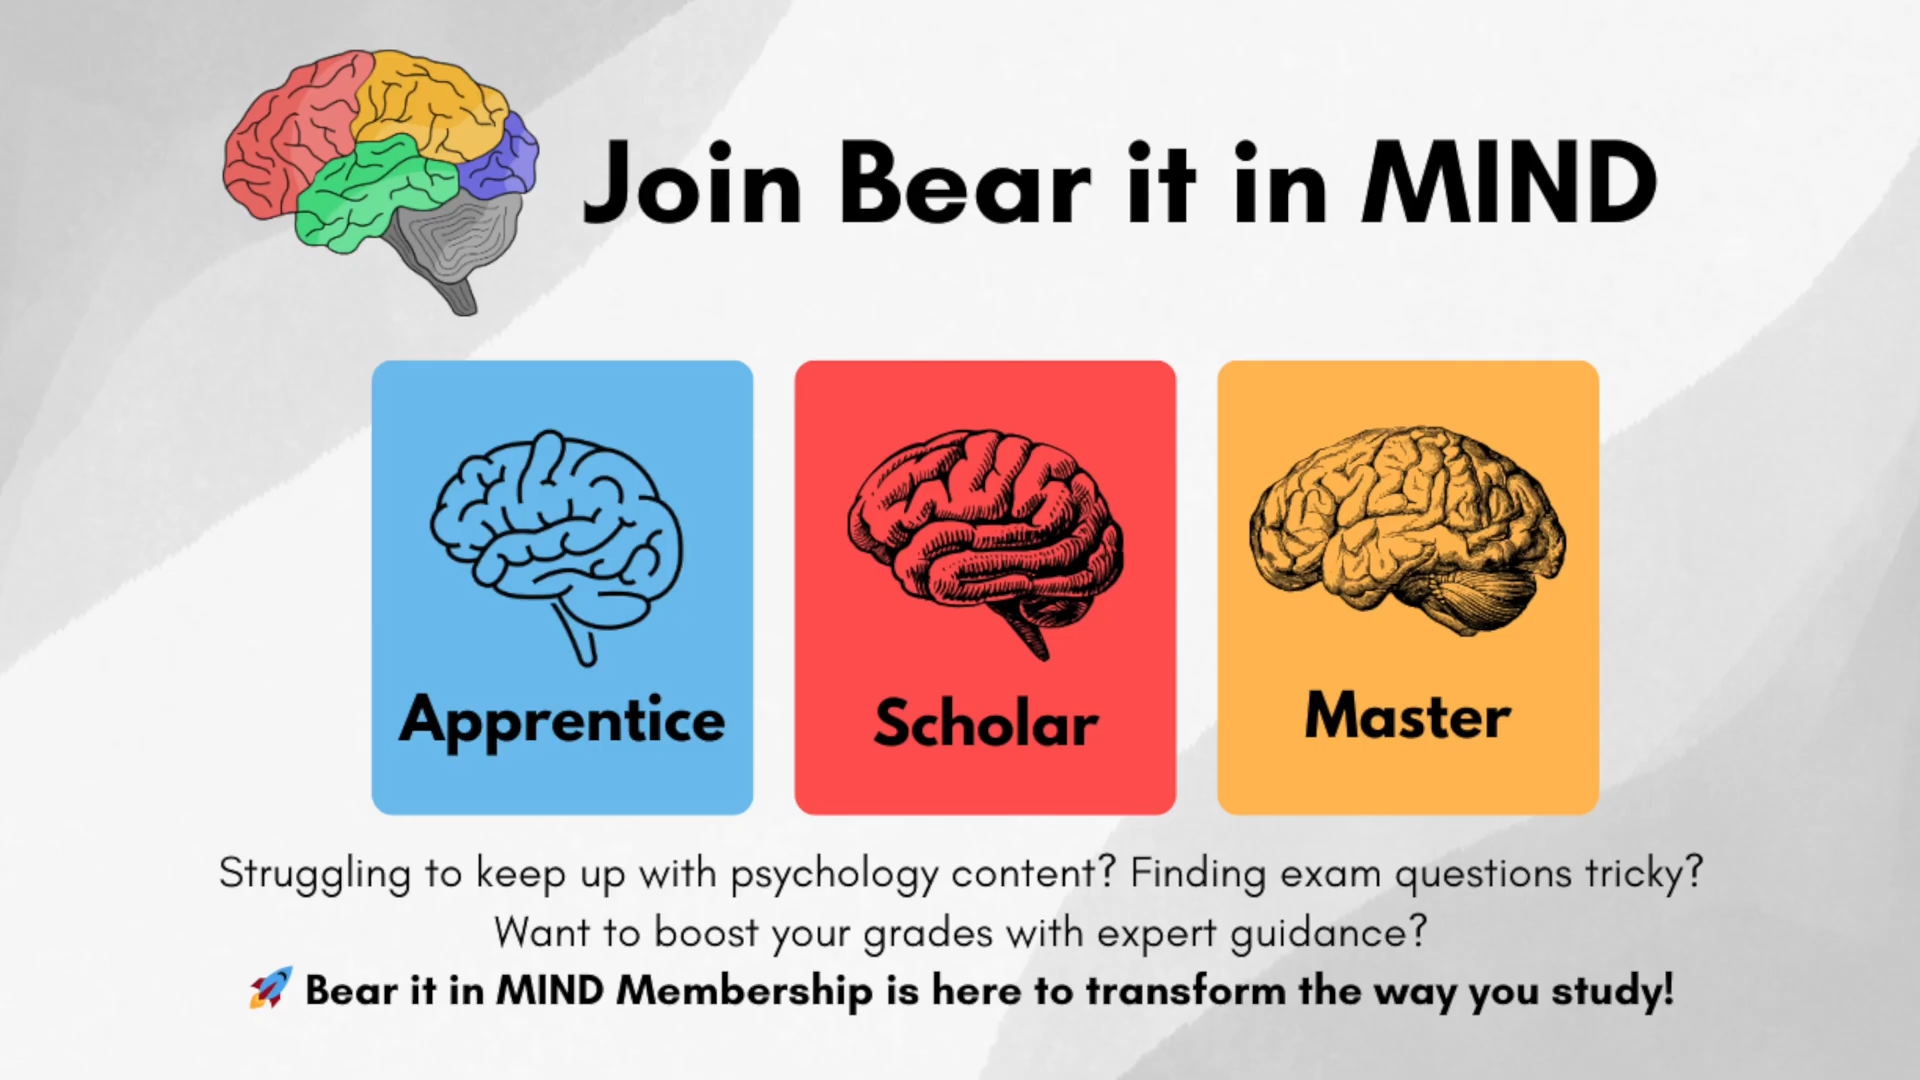 Join Bear it in MIND
Apprentice
Scholar
Master
Struggling to keep up with psychology content? Finding exam questions tricky?
Want to boost your grades with expert guidance?
🚀 Bear it in MIND Membership is here to transform the way you study!